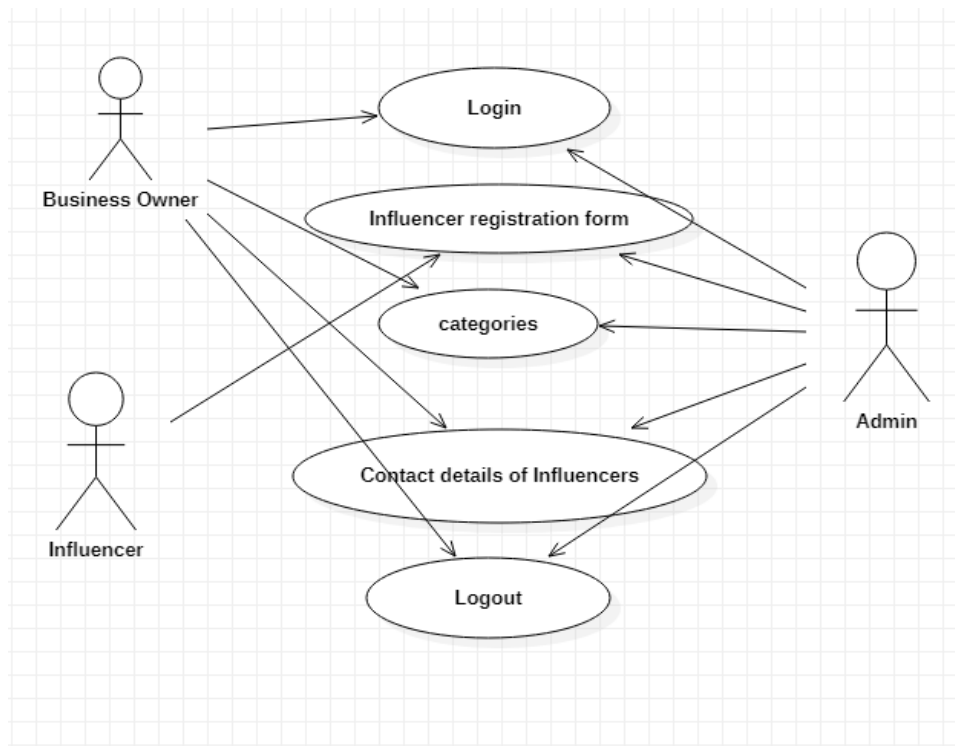 Login
Business Owner
Influencer registration form
categories
Admin
Contact details of Influencers
Influencer
Logout